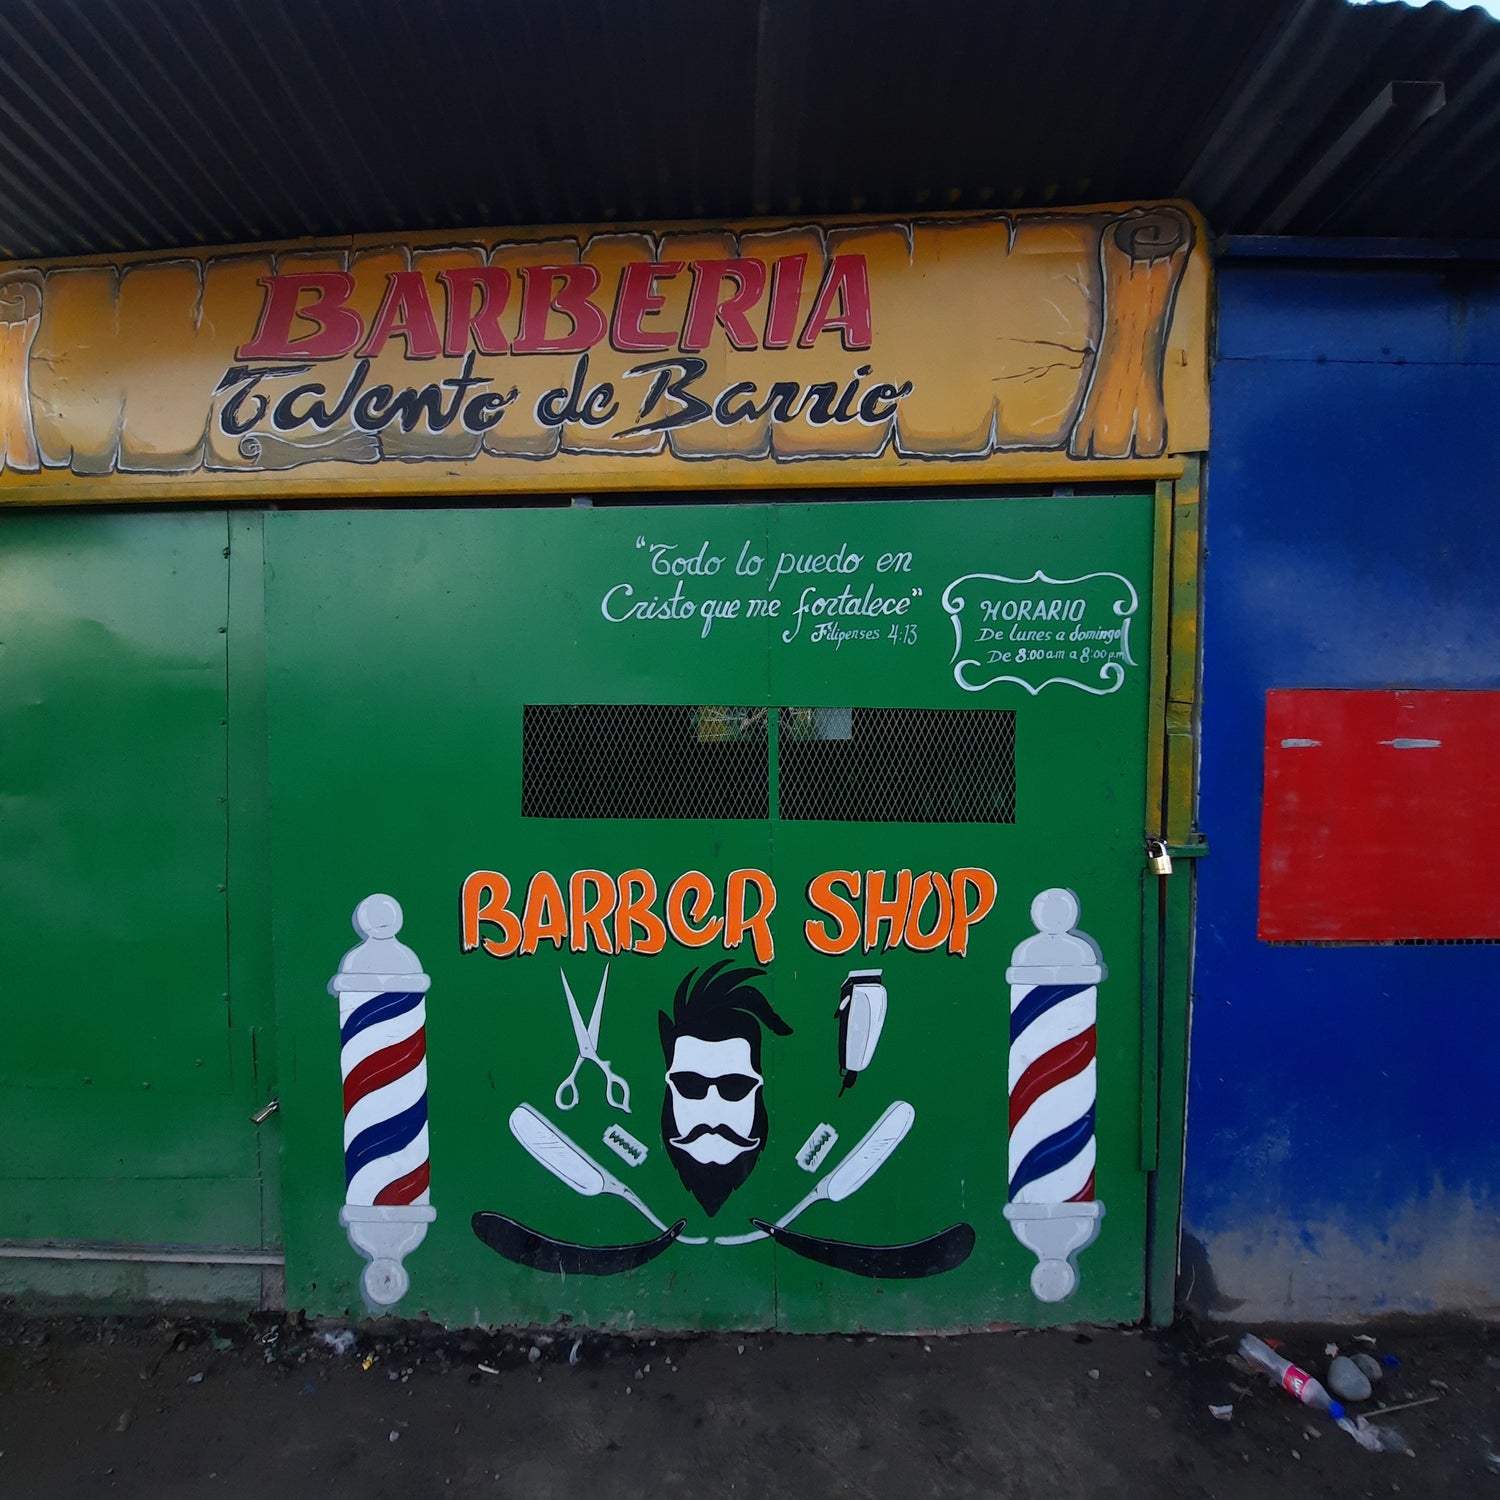 BARBERIA
Talento de Barrio
"Todo lo puedo en
Cristo que me fortalece"
Filipenses 4:13
HORARIO
De lunes a domingo
De 8:00 am a 8:00 p.m
BARBER SHOP